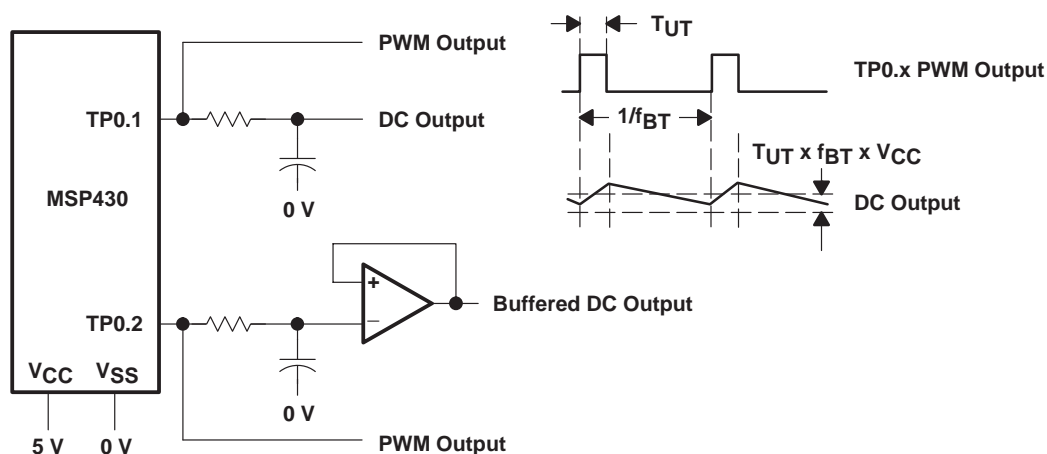 PWM Output
TP0.1
DC Output
0 V
MSP430
+
−
Buffered DC Output
TP0.2
VCC VSS
0 V
5 V 0 V
PWM Output
TUT
TP0.x PWM Output
1/fBT
TUT x fBT x VCC
DC Output